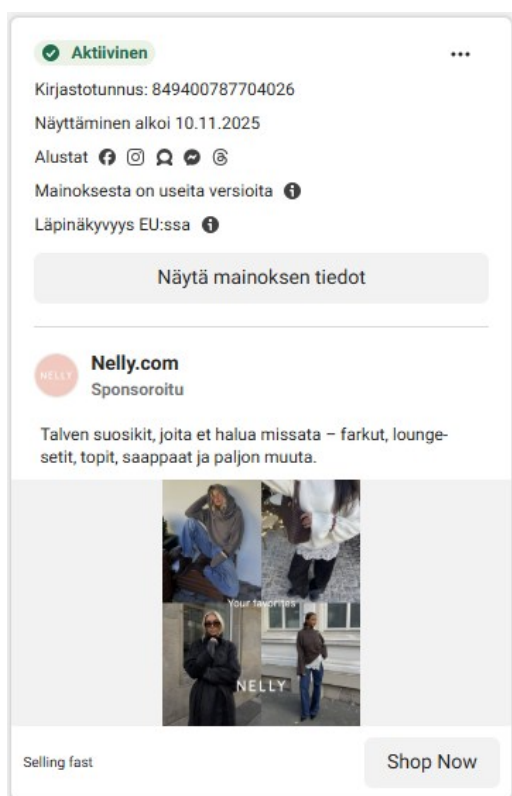 Aktiivinen
Kirjastotunnus: 849400787704026
Näyttäminen alkoi 10.11.2025
Alustat
Mainoksesta on useita versioita
Läpinäkyvyys EU:ssa
Näytä mainoksen tiedot
NELLY
Nelly.com
Sponsoroitu
Talven suosikit, joita et halua missata – farkut, lounge-
setit, topit, saappaat ja paljon muuta.
Your favorites
NELLY
Selling fast
Shop Now